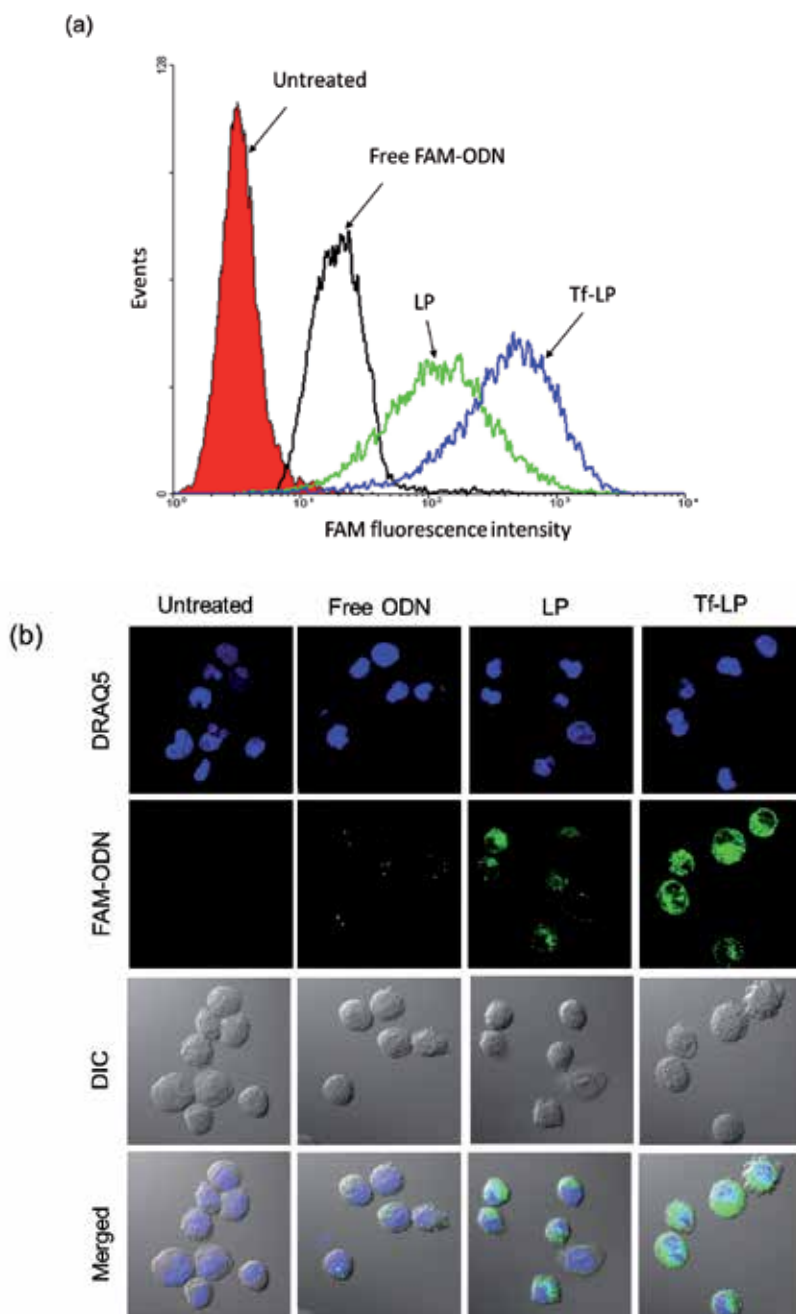 (a)
128
Untreated
Free FAM-ODN
LP
Tf-LP
Events
0
10⁰
10¹
10²
10³
10⁴
FAM fluorescence intensity
(b)
Untreated
Free ODN
LP
Tf-LP
DRAQ5
FAM-ODN
DIC
Merged